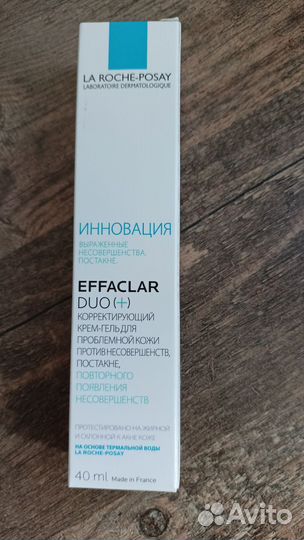 LA ROCHE-POSAY
LABORATOIRE DERMATOLOGIQUE
ИННОВАЦИЯ
ВЫРАЖЕННЫЕ
НЕСОВЕРШЕНСТВА.
ПОСТАКНЕ.
EFFACLAR
DUO (+)
КОРРЕКТИРУЮЩИЙ
КРЕМ-ГЕЛЬ ДЛЯ
ПРОБЛЕМНОЙ КОЖИ
ПРОТИВ НЕСОВЕРШЕНСТВ,
ПОСТАКНЕ,
ПОВТОРНОГО
ПОЯВЛЕНИЯ
НЕСОВЕРШЕНСТВ
ПРОТЕСТИРОВАНО НА ЖИРНОЙ
И СКЛОННОЙ К АКНЕ КОЖЕ
НА ОСНОВЕ ТЕРМАЛЬНОЙ ВОДЫ
LA ROCHE-POSAY
40 ml Made in France
Avito